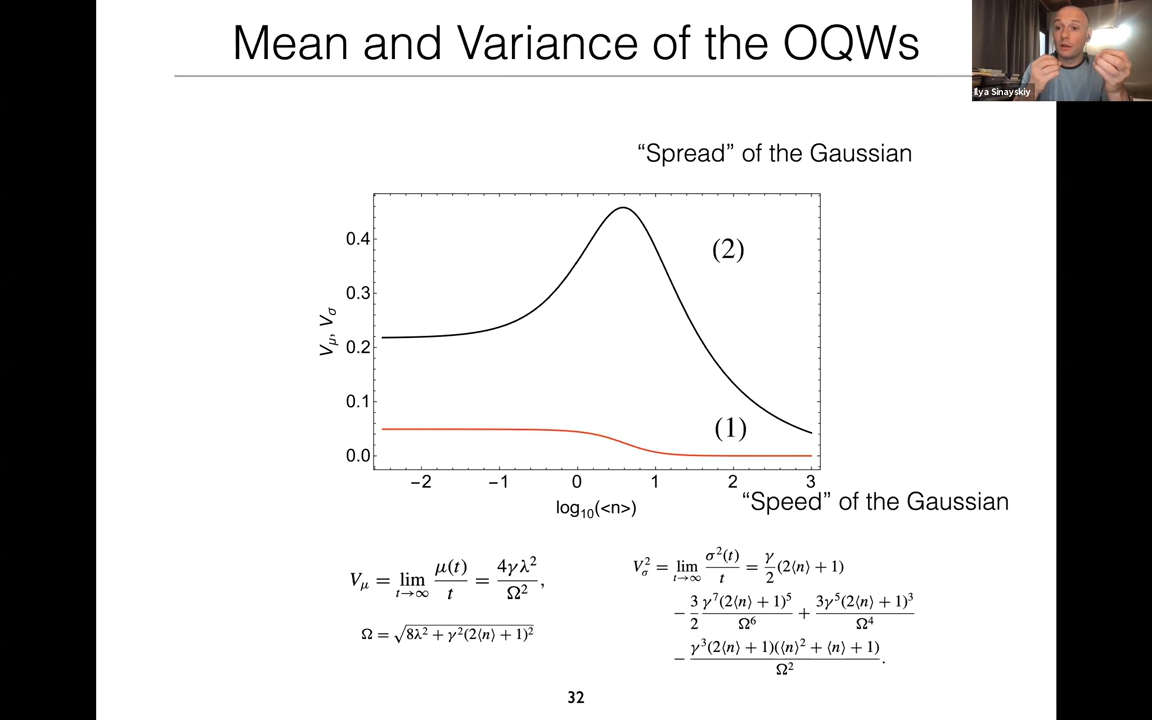 Mean and Variance of the OQWs
Ilya Sinayskiy
“Spread” of the Gaussian
0.4
0.3
0.2
0.1
0.0
V_μ, V_σ
(2)
(1)
−2 −1 0 1 2 3
log₁₀(<n>)
“Speed” of the Gaussian
V_μ = lim_{t→∞} μ(t)/t = 4γλ²/Ω²,
Ω = √(8λ² + γ²(2⟨n⟩ + 1)²)
V_σ² = lim_{t→∞} σ²(t)/t = γ/2 (2⟨n⟩ + 1)
− 3/2 γ⁷(2⟨n⟩ + 1)⁵/Ω⁶ + 3γ⁵(2⟨n⟩ + 1)³/Ω⁴
− γ³(2⟨n⟩ + 1)(⟨n⟩² + ⟨n⟩ + 1)/Ω².
32